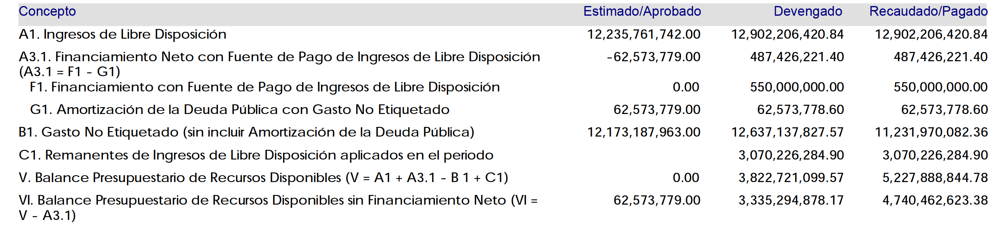 Concepto Estimado/Aprobado Devengado Recaudado/Pagado
A1. Ingresos de Libre Disposición 12,235,761,742.00 12,902,206,420.84 12,902,206,420.84
A3.1. Financiamiento Neto con Fuente de Pago de Ingresos de Libre Disposición -62,573,779.00 487,426,221.40 487,426,221.40
(A3.1 = F1 - G1)
F1. Financiamiento con Fuente de Pago de Ingresos de Libre Disposición 0.00 550,000,000.00 550,000,000.00
G1. Amortización de la Deuda Pública con Gasto No Etiquetado 62,573,779.00 62,573,778.60 62,573,778.60
B1. Gasto No Etiquetado (sin incluir Amortización de la Deuda Pública) 12,173,187,963.00 12,637,137,827.57 11,231,970,082.36
C1. Remanentes de Ingresos de Libre Disposición aplicados en el periodo 3,070,226,284.90 3,070,226,284.90
V. Balance Presupuestario de Recursos Disponibles (V = A1 + A3.1 - B 1 + C1) 0.00 3,822,721,099.57 5,227,888,844.78
VI. Balance Presupuestario de Recursos Disponibles sin Financiamiento Neto (VI = 62,573,779.00 3,335,294,878.17 4,740,462,623.38
V - A3.1)